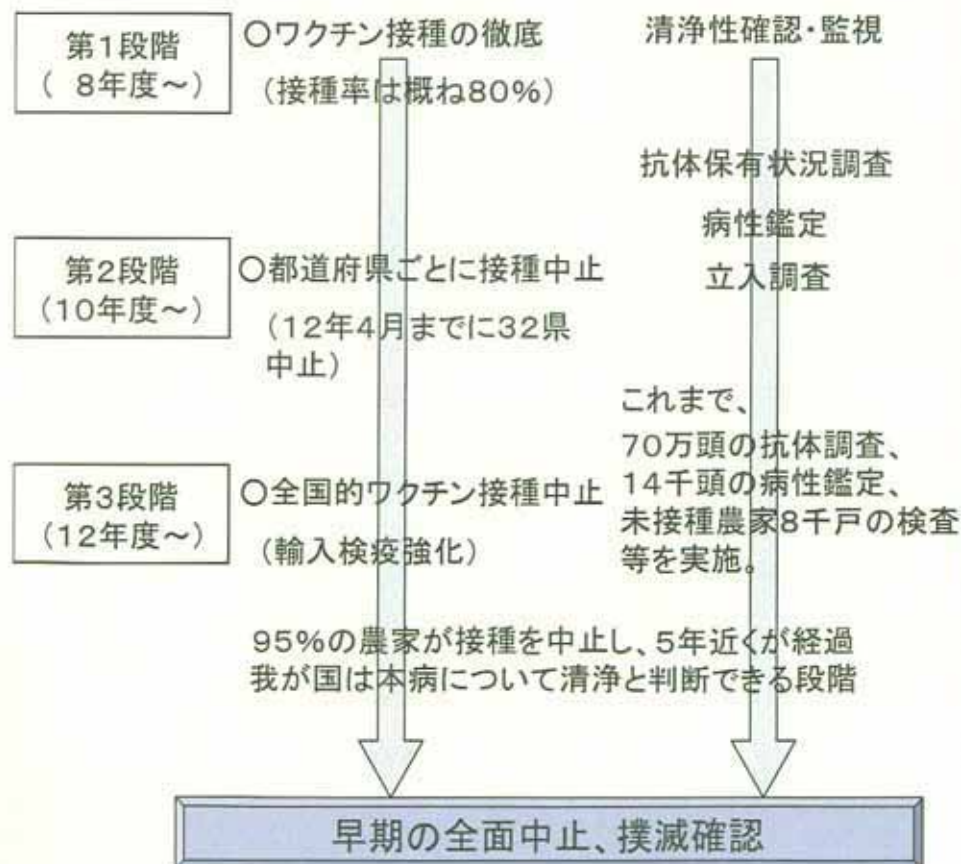 第1段階
( 8年度～)
○ワクチン接種の徹底
(接種率は概ね80%)
清浄性確認・監視
抗体保有状況調査
病性鑑定
立入調査
第2段階
(10年度～)
○都道府県ごとに接種中止
(12年4月までに32県
中止)
これまで、
70万頭の抗体調査、
14千頭の病性鑑定、
未接種農家8千戸の検査
等を実施。
第3段階
(12年度～)
○全国的ワクチン接種中止
(輸入検疫強化)
95%の農家が接種を中止し、5年近くが経過
我が国は本病について清浄と判断できる段階
早期の全面中止、撲滅確認